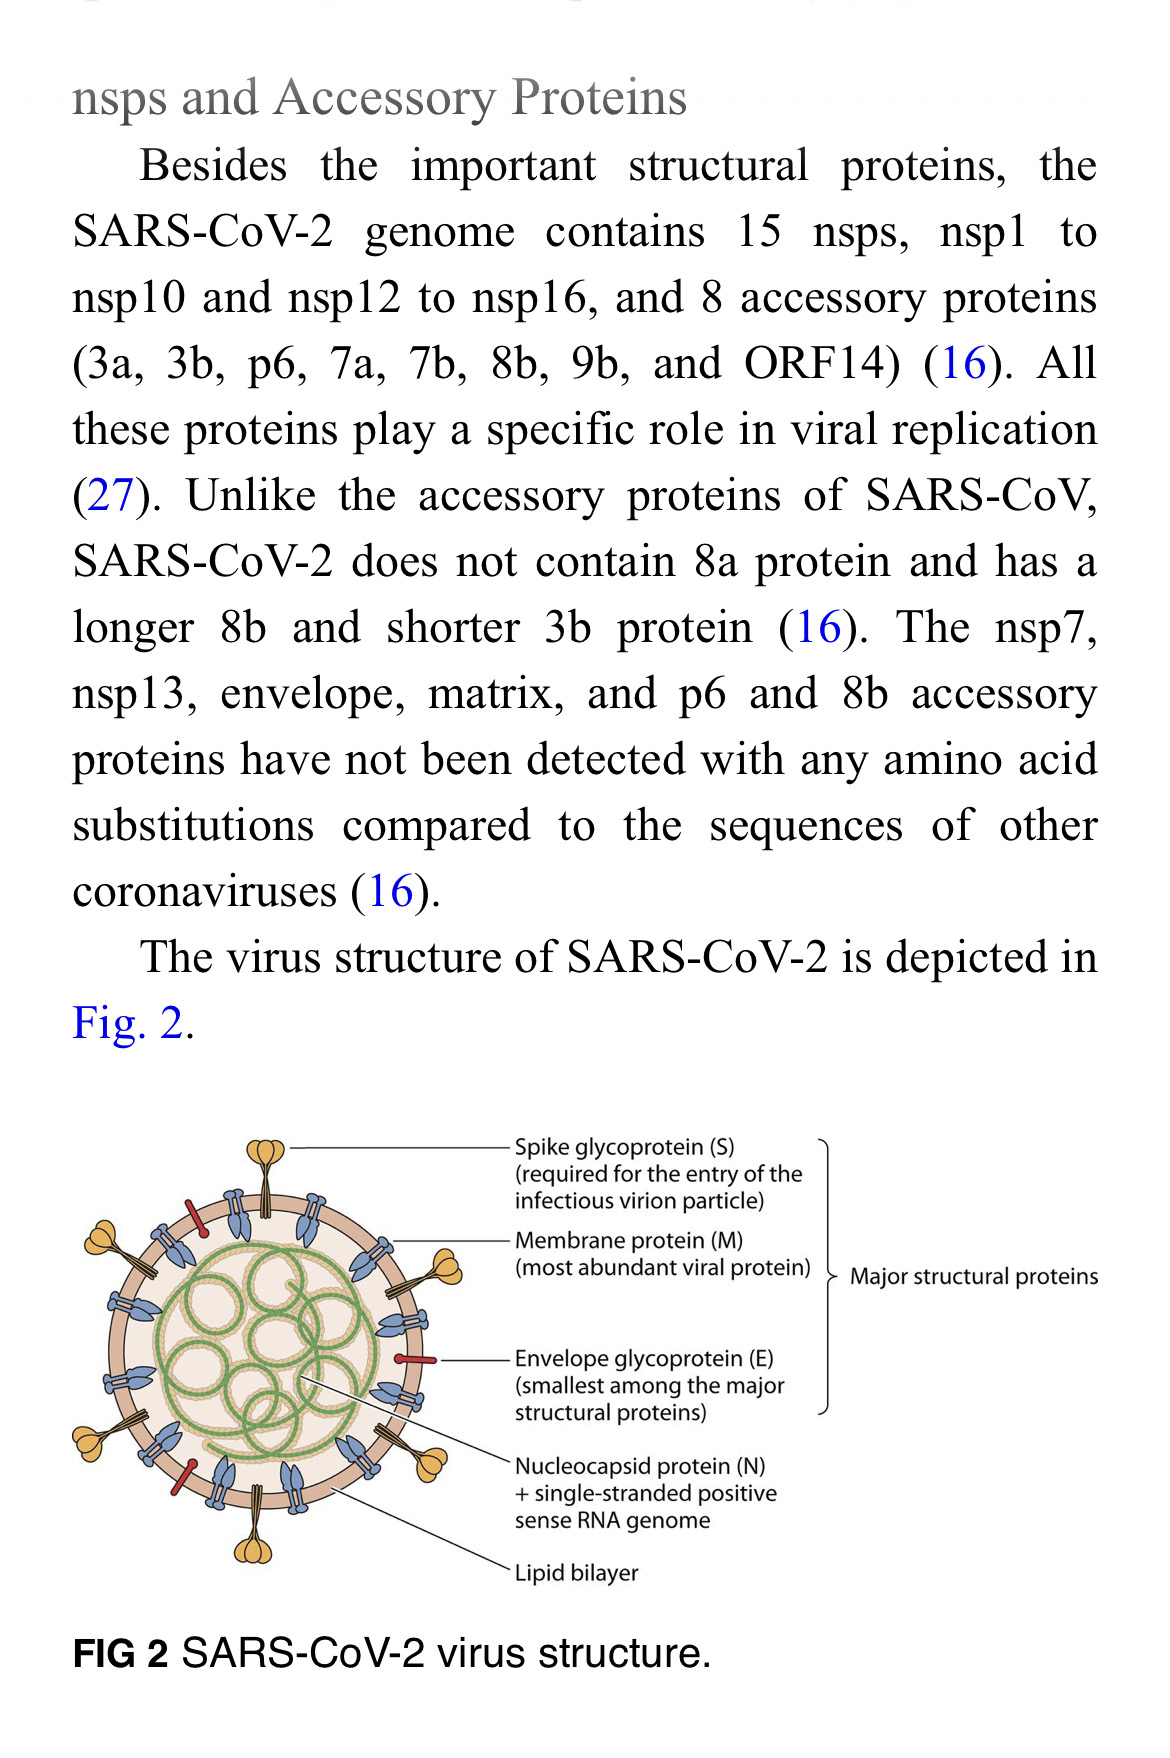 nsps and Accessory Proteins
Besides the important structural proteins, the
SARS-CoV-2 genome contains 15 nsps, nsp1 to
nsp10 and nsp12 to nsp16, and 8 accessory proteins
(3a, 3b, p6, 7a, 7b, 8b, 9b, and ORF14) (16). All
these proteins play a specific role in viral replication
(27). Unlike the accessory proteins of SARS-CoV,
SARS-CoV-2 does not contain 8a protein and has a
longer 8b and shorter 3b protein (16). The nsp7,
nsp13, envelope, matrix, and p6 and 8b accessory
proteins have not been detected with any amino acid
substitutions compared to the sequences of other
coronaviruses (16).
The virus structure of SARS-CoV-2 is depicted in
Fig. 2.
Spike glycoprotein (S)
(required for the entry of the
infectious virion particle)
Membrane protein (M)
(most abundant viral protein)
Major structural proteins
Envelope glycoprotein (E)
(smallest among the major
structural proteins)
Nucleocapsid protein (N)
+ single-stranded positive
sense RNA genome
Lipid bilayer
FIG 2 SARS-CoV-2 virus structure.